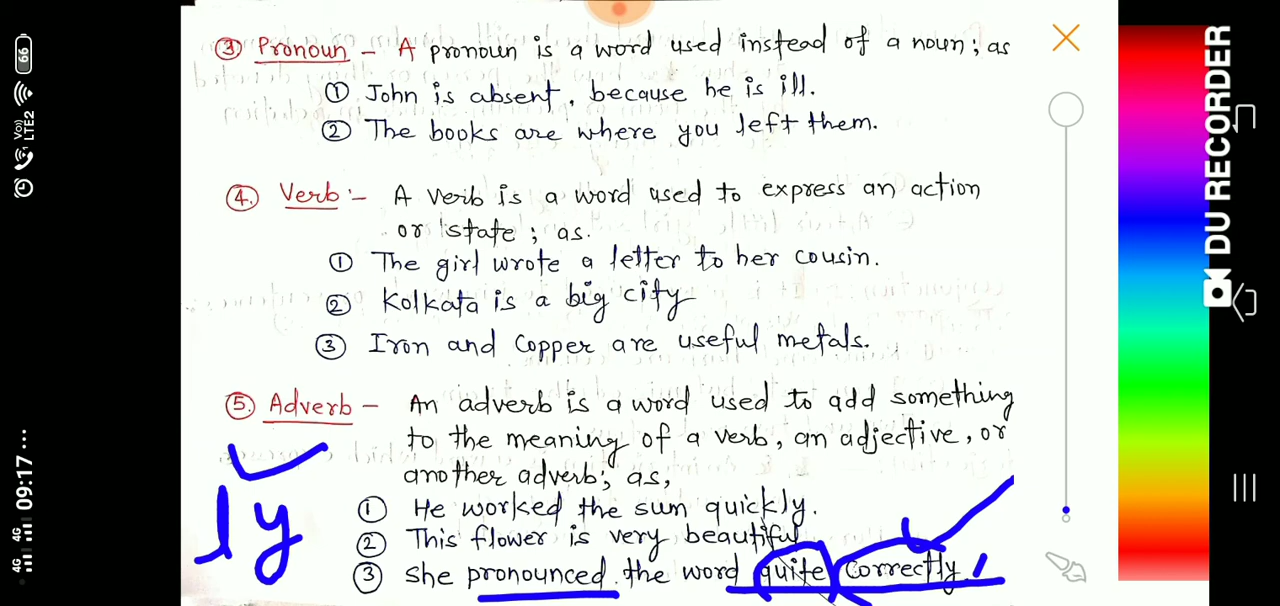 ③ Pronoun - A pronoun is a word used instead of a noun; as
① John is absent, because he is ill.
② The books are where you left them.
④. Verb:- A verb is a word used to express an action
or state; as.
① The girl wrote a letter to her cousin.
② Kolkata is a big city
③ Iron and Copper are useful metals.
⑤. Adverb - An adverb is a word used to add something
to the meaning of a verb, an adjective, or
another adverb; as,
① He worked the sum quickly.
② This flower is very beautiful
③ she pronounced the word quite correctly.
ly
DU RECORDER
66
Vo)
LTE2
4G
4G
09:17 ...